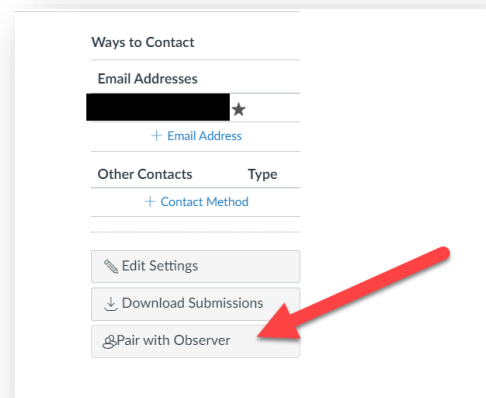 Ways to Contact
Email Addresses
+ Email Address
Other Contacts Type
+ Contact Method
Edit Settings
Download Submissions
Pair with Observer